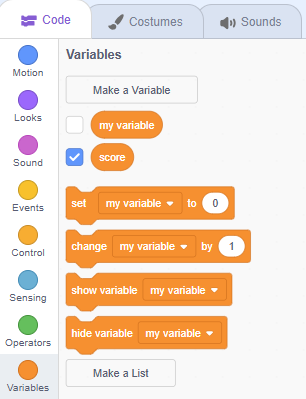 Code
Costumes
Sounds
Motion
Looks
Sound
Events
Control
Sensing
Operators
Variables
Variables
Make a Variable
my variable
score
set my variable to 0
change my variable by 1
show variable my variable
hide variable my variable
Make a List